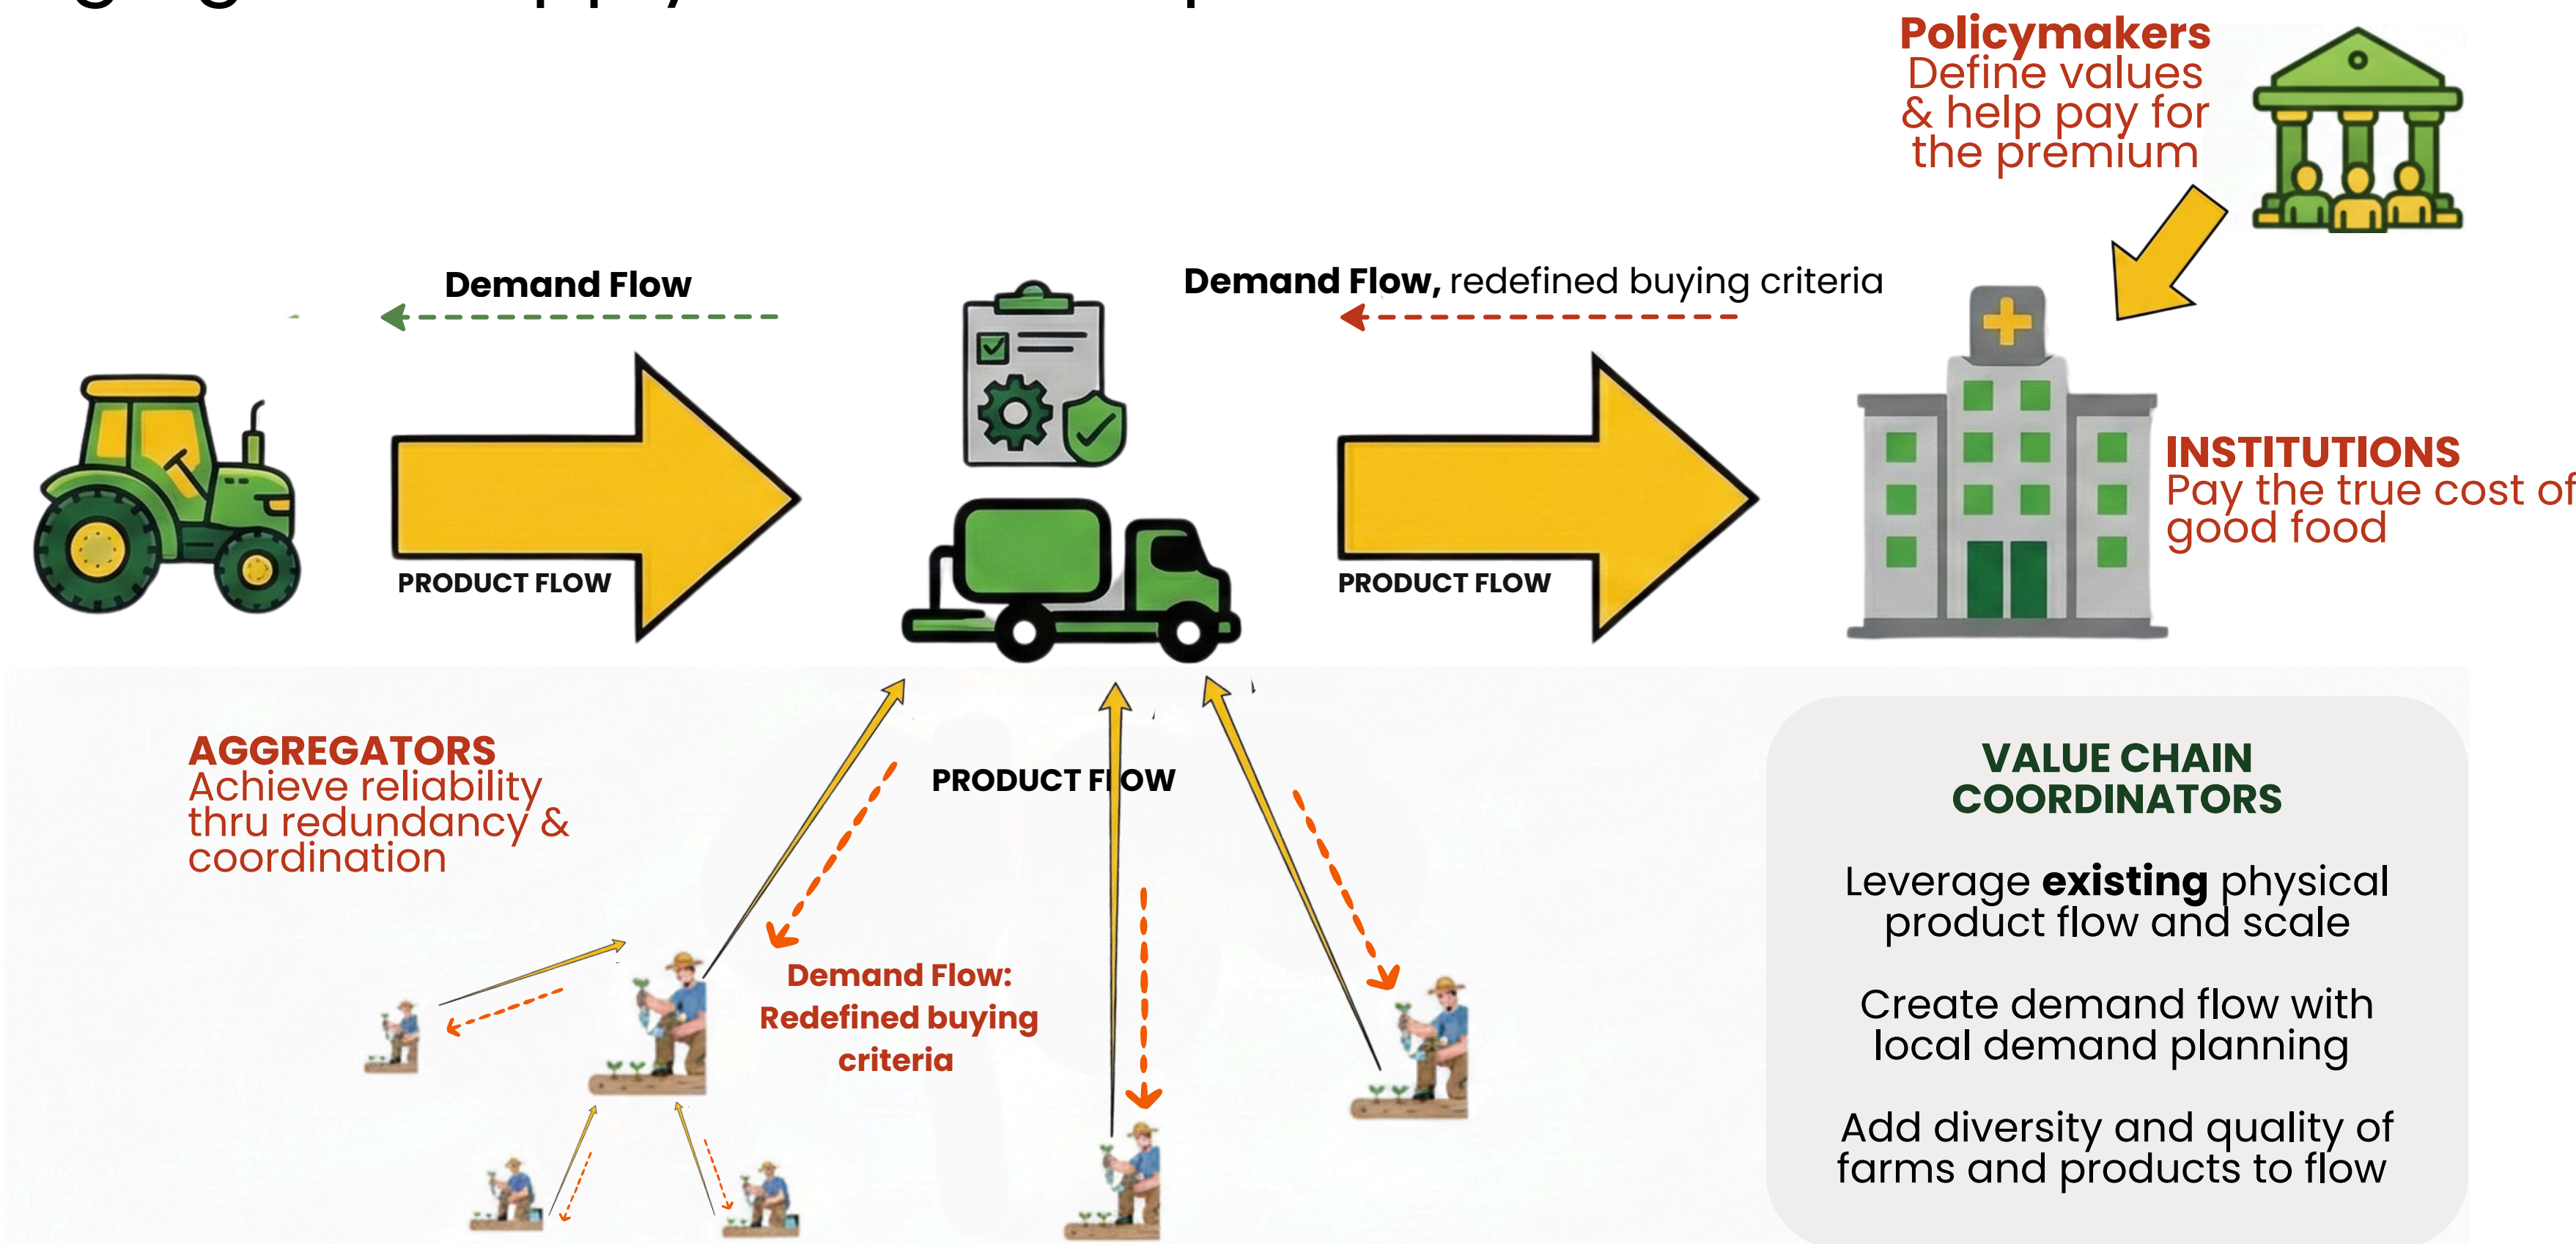 Policymakers
Define values
& help pay for
the premium
Demand Flow
Demand Flow, redefined buying criteria
INSTITUTIONS
Pay the true cost of
good food
PRODUCT FLOW
PRODUCT FLOW
AGGREGATORS
Achieve reliability
thru redundancy &
coordination
PRODUCT FLOW
Demand Flow:
Redefined buying
criteria
VALUE CHAIN
COORDINATORS
Leverage existing physical
product flow and scale
Create demand flow with
local demand planning
Add diversity and quality of
farms and products to flow